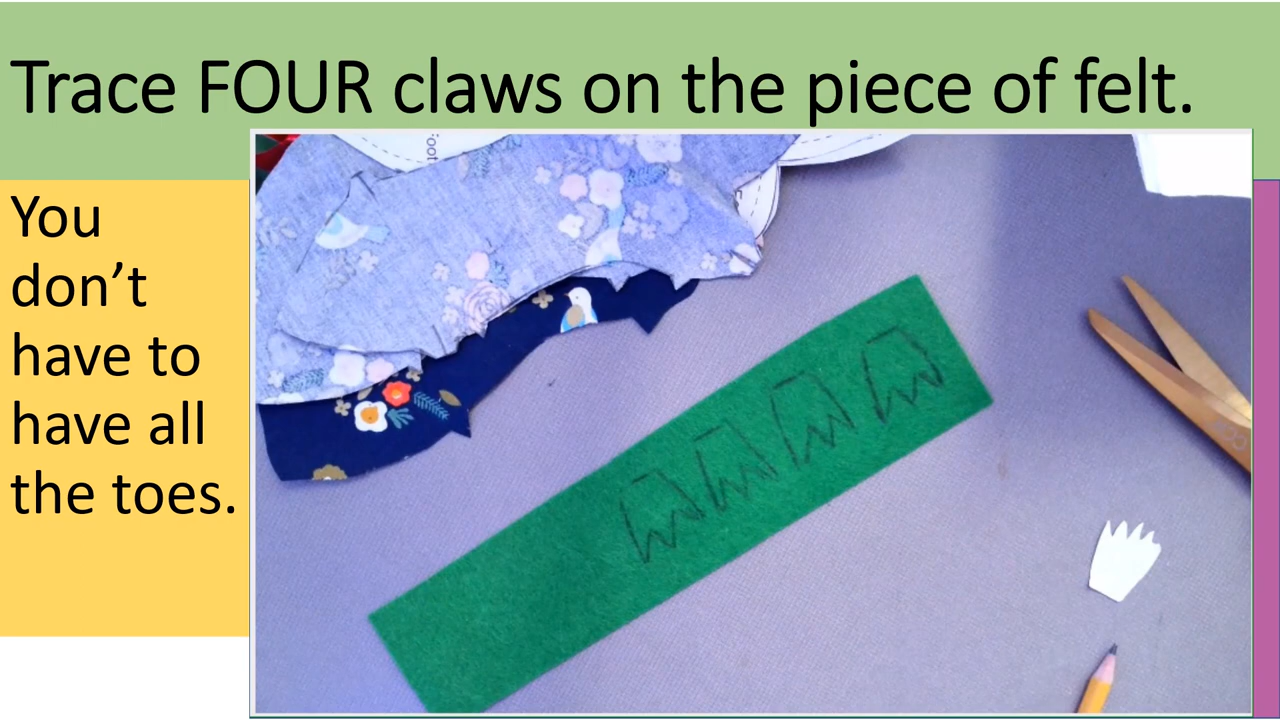 Trace FOUR claws on the piece of felt.
You
don’t
have to
have all
the toes.